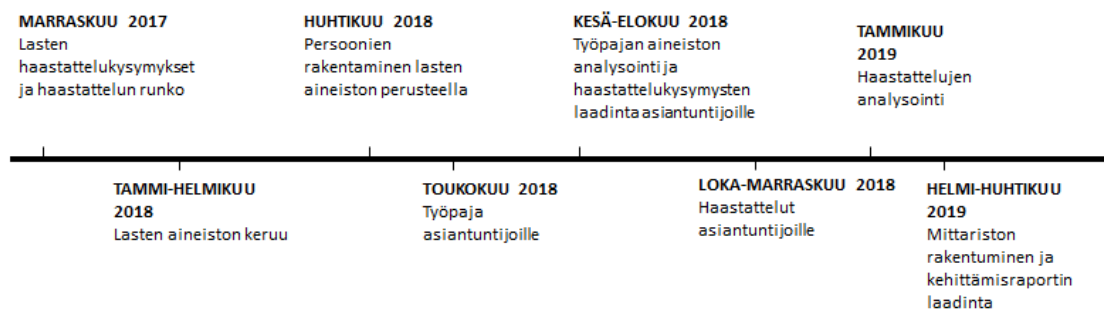 MARRASKUU 2017
Lasten
haastattelukysymykset
ja haastattelun runko
HUHTIKUU 2018
Persoonien
rakentaminen lasten
aineiston perusteella
KESÄ-ELOKUU 2018
Työpajan aineiston
analysointi ja
haastattelukysymysten
laadinta asiantuntijoille
TAMMIKUU
2019
Haastattelujen
analysointi
TAMMI-HELMIKUU
2018
Lasten aineiston keruu
TOUKOKUU 2018
Työpaja
asiantuntijoille
LOKA-MARRASKUU 2018
Haastattelut
asiantuntijoille
HELMI-HUHTIKUU
2019
Mittariston
rakentuminen ja
kehittämisraportin
laadinta